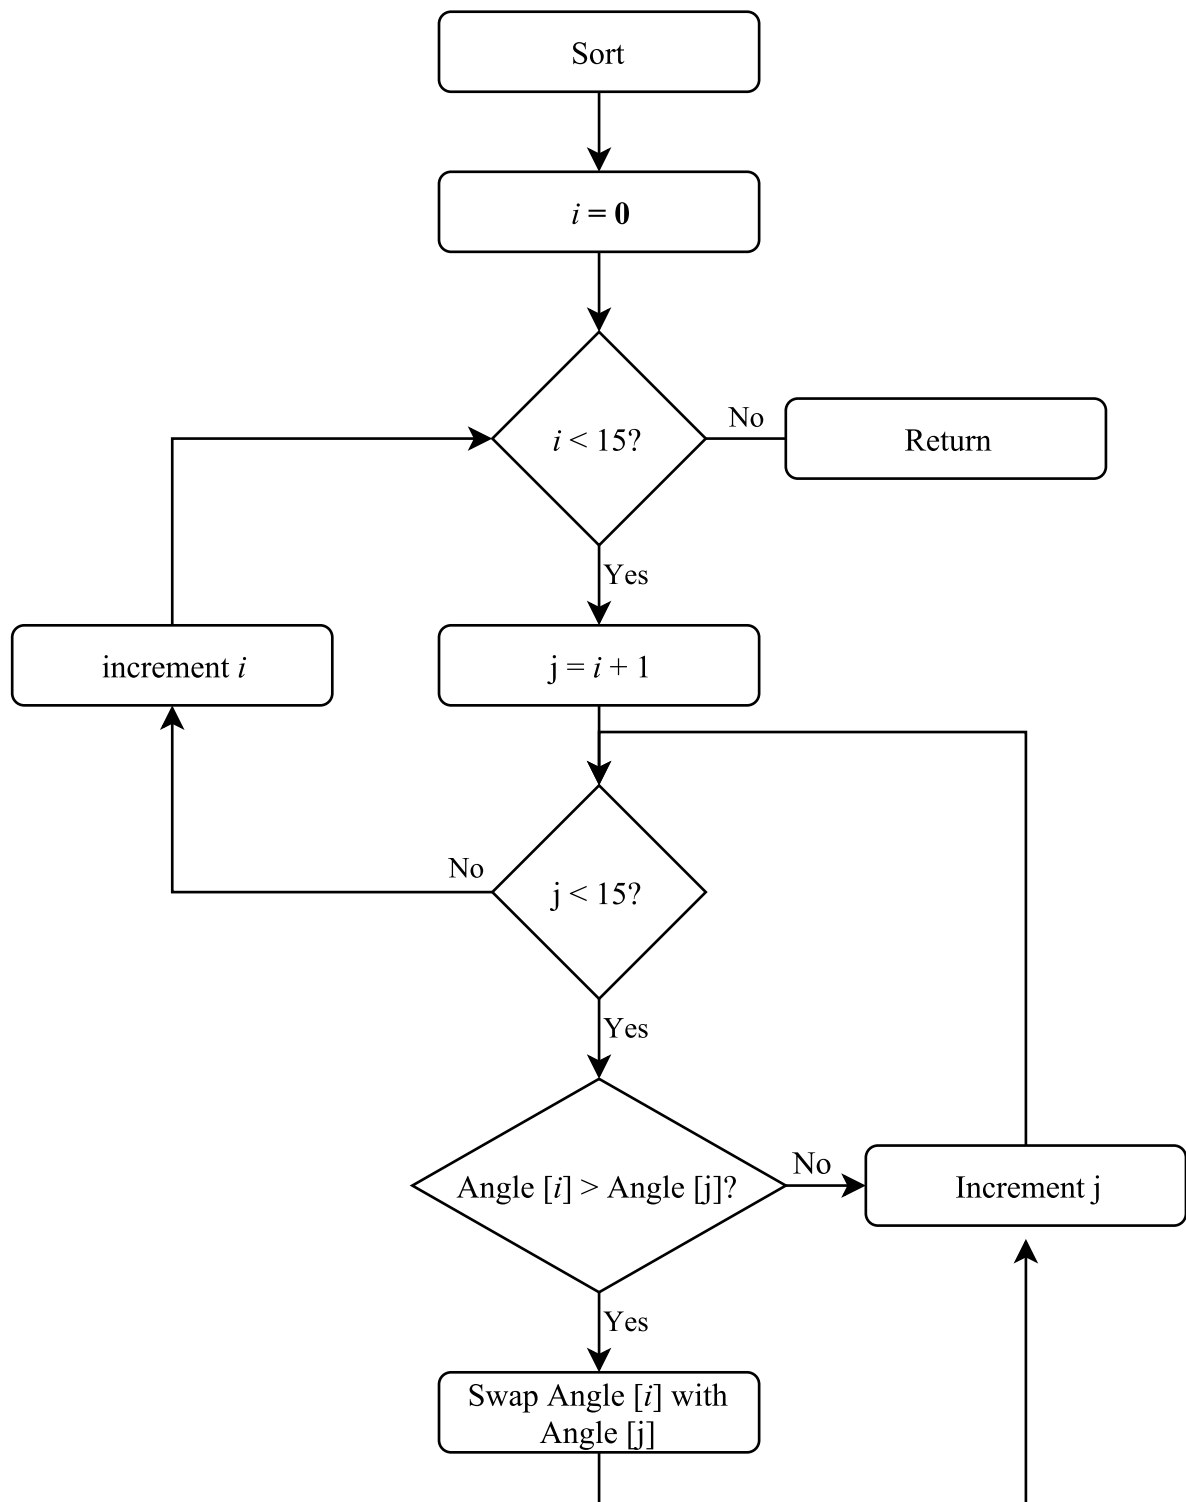 Sort
i = 0
i < 15?
No
Return
Yes
increment i
j = i + 1
No
j < 15?
Yes
Angle [i] > Angle [j]?
No
Increment j
Yes
Swap Angle [i] with
Angle [j]